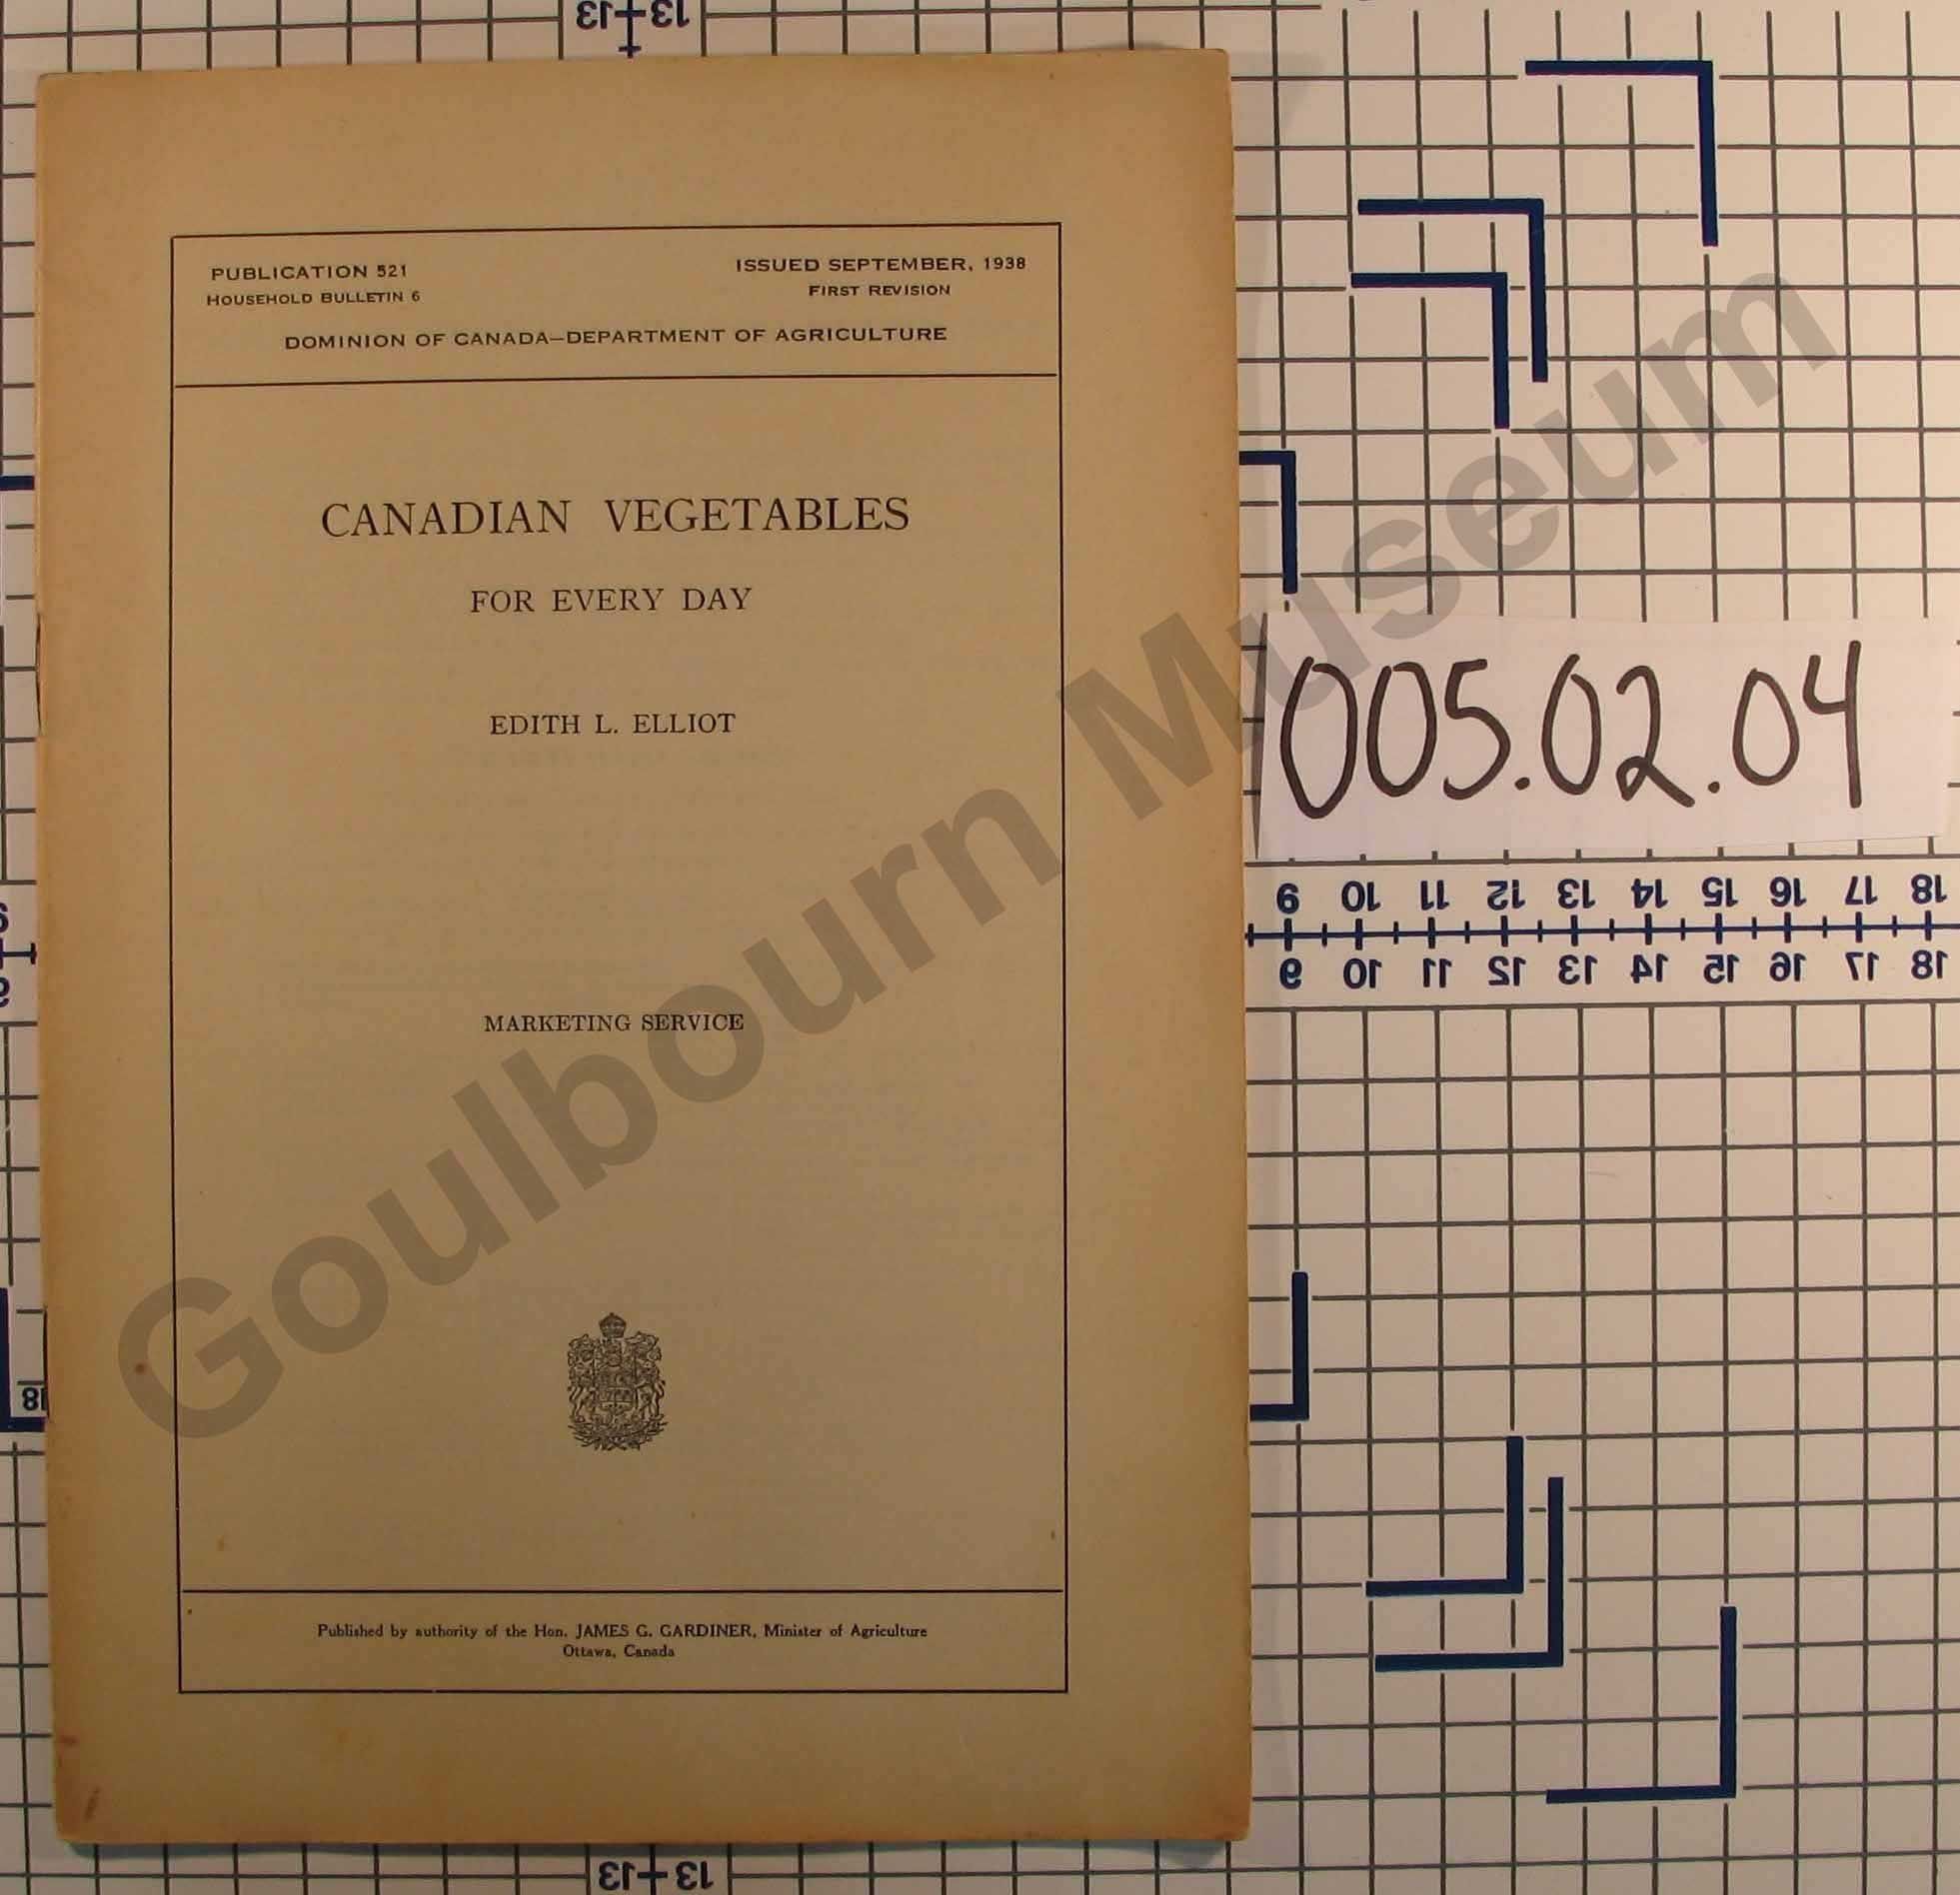 13 13
PUBLICATION 521
HOUSEHOLD BULLETIN 6
ISSUED SEPTEMBER, 1938
FIRST REVISION
DOMINION OF CANADA—DEPARTMENT OF AGRICULTURE
CANADIAN VEGETABLES
FOR EVERY DAY
EDITH L. ELLIOT
MARKETING SERVICE
Published by authority of the Hon. JAMES G. GARDINER, Minister of Agriculture
Ottawa, Canada
Goulbourn Museum
005.02.04
9 10 11 12 13 14 15 16 17 18
9 10 11 12 13 14 15 16 17 18
18
13 13